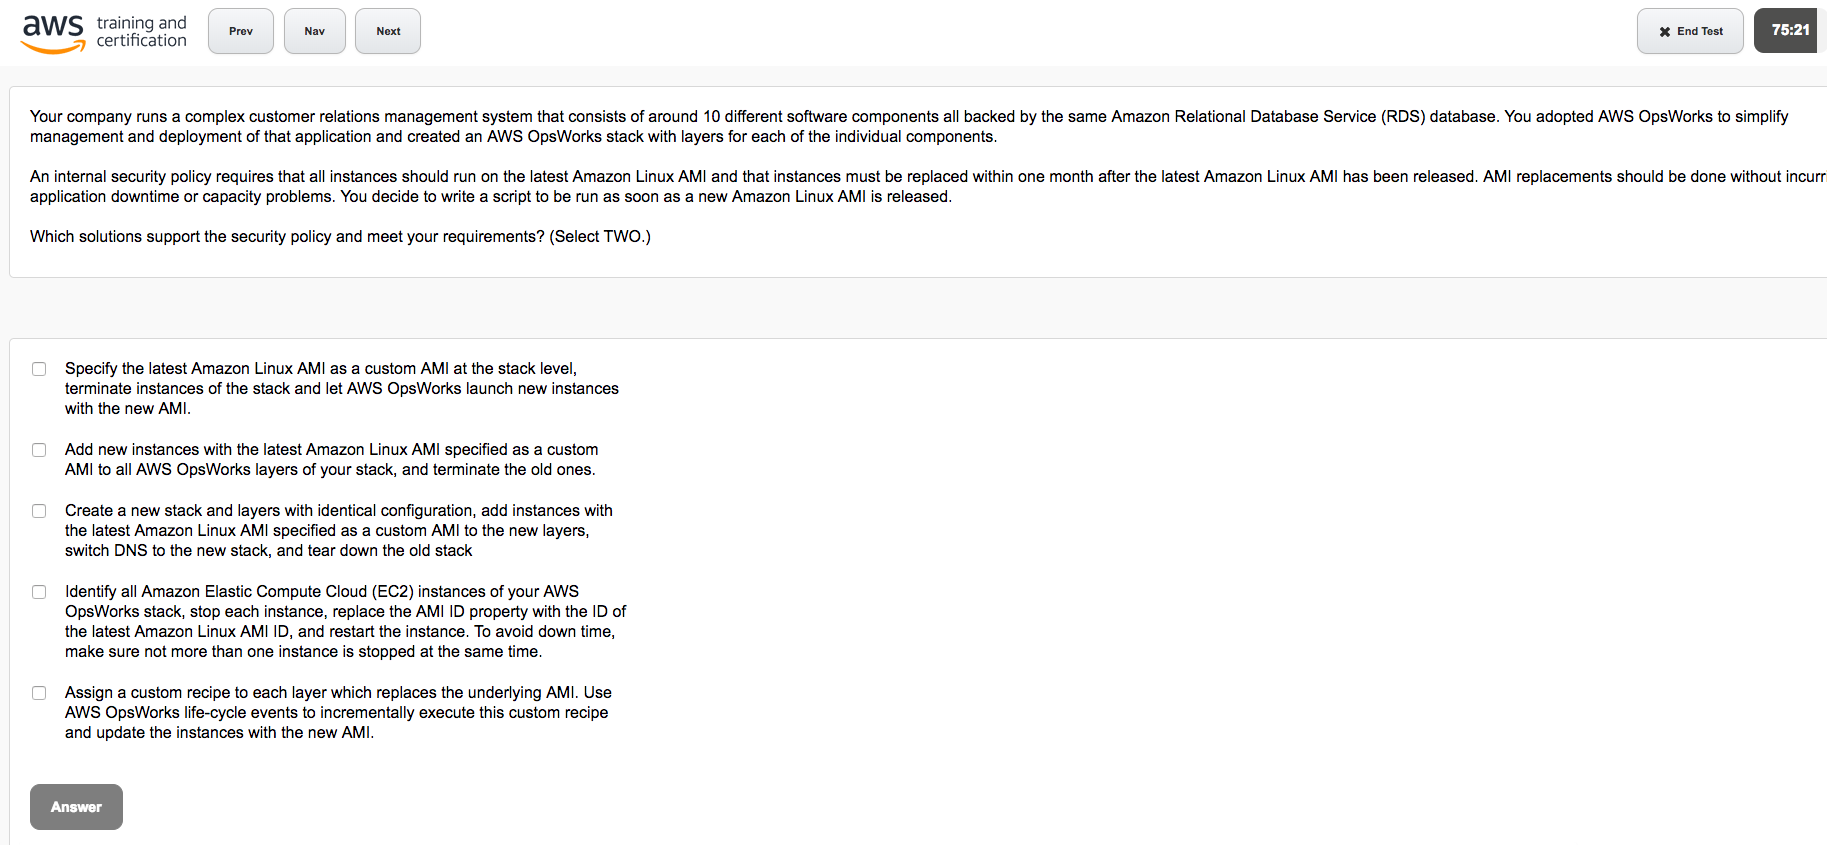 aws training and certification
Prev
Nav
Next
✖ End Test
75:21
Your company runs a complex customer relations management system that consists of around 10 different software components all backed by the same Amazon Relational Database Service (RDS) database. You adopted AWS OpsWorks to simplify
management and deployment of that application and created an AWS OpsWorks stack with layers for each of the individual components.
An internal security policy requires that all instances should run on the latest Amazon Linux AMI and that instances must be replaced within one month after the latest Amazon Linux AMI has been released. AMI replacements should be done without incurri
application downtime or capacity problems. You decide to write a script to be run as soon as a new Amazon Linux AMI is released.
Which solutions support the security policy and meet your requirements? (Select TWO.)
Specify the latest Amazon Linux AMI as a custom AMI at the stack level,
terminate instances of the stack and let AWS OpsWorks launch new instances
with the new AMI.
Add new instances with the latest Amazon Linux AMI specified as a custom
AMI to all AWS OpsWorks layers of your stack, and terminate the old ones.
Create a new stack and layers with identical configuration, add instances with
the latest Amazon Linux AMI specified as a custom AMI to the new layers,
switch DNS to the new stack, and tear down the old stack
Identify all Amazon Elastic Compute Cloud (EC2) instances of your AWS
OpsWorks stack, stop each instance, replace the AMI ID property with the ID of
the latest Amazon Linux AMI ID, and restart the instance. To avoid down time,
make sure not more than one instance is stopped at the same time.
Assign a custom recipe to each layer which replaces the underlying AMI. Use
AWS OpsWorks life-cycle events to incrementally execute this custom recipe
and update the instances with the new AMI.
Answer